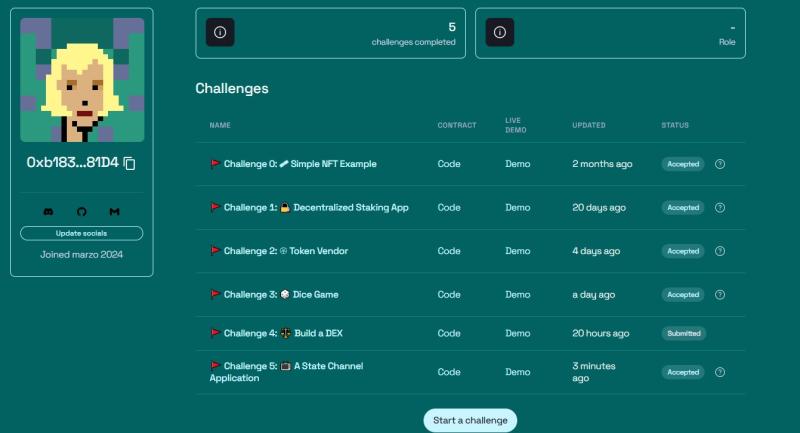 0xb183...81D4
Update socials
Joined marzo 2024
5
challenges completed
-
Role
Challenges
NAME CONTRACT LIVE DEMO UPDATED STATUS
Challenge 0: Simple NFT Example Code Demo 2 months ago Accepted
Challenge 1: Decentralized Staking App Code Demo 20 days ago Accepted
Challenge 2: Token Vendor Code Demo 4 days ago Accepted
Challenge 3: Dice Game Code Demo a day ago Accepted
Challenge 4: Build a DEX Code Demo 20 hours ago Submitted
Challenge 5: A State Channel Application Code Demo 3 minutes ago Accepted
Start a challenge